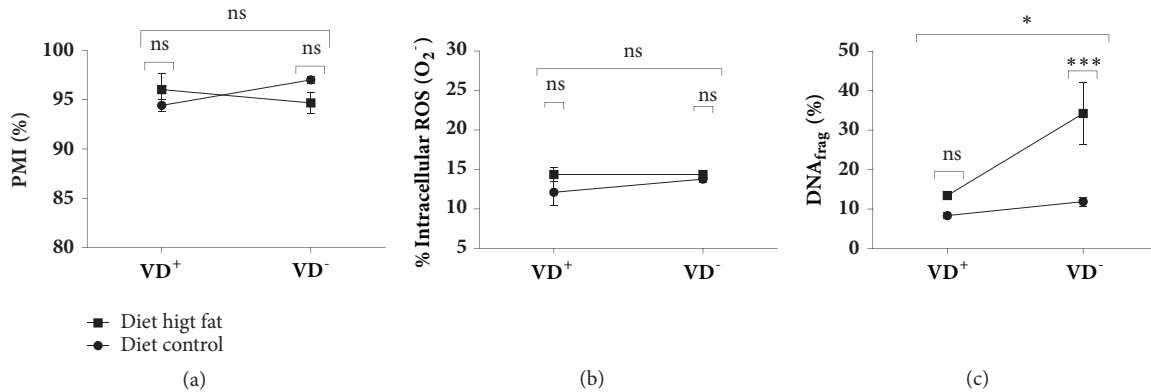 ns
ns
ns
100
95
90
85
80
PMI (%)
VD⁺
VD⁻
Diet higt fat
Diet control
(a)
ns
ns
ns
30
25
20
15
10
5
% Intracellular ROS (O₂⁻)
VD⁺
VD⁻
(b)
*
***
ns
50
40
30
20
10
0
DNA_frag (%)
VD⁺
VD⁻
(c)